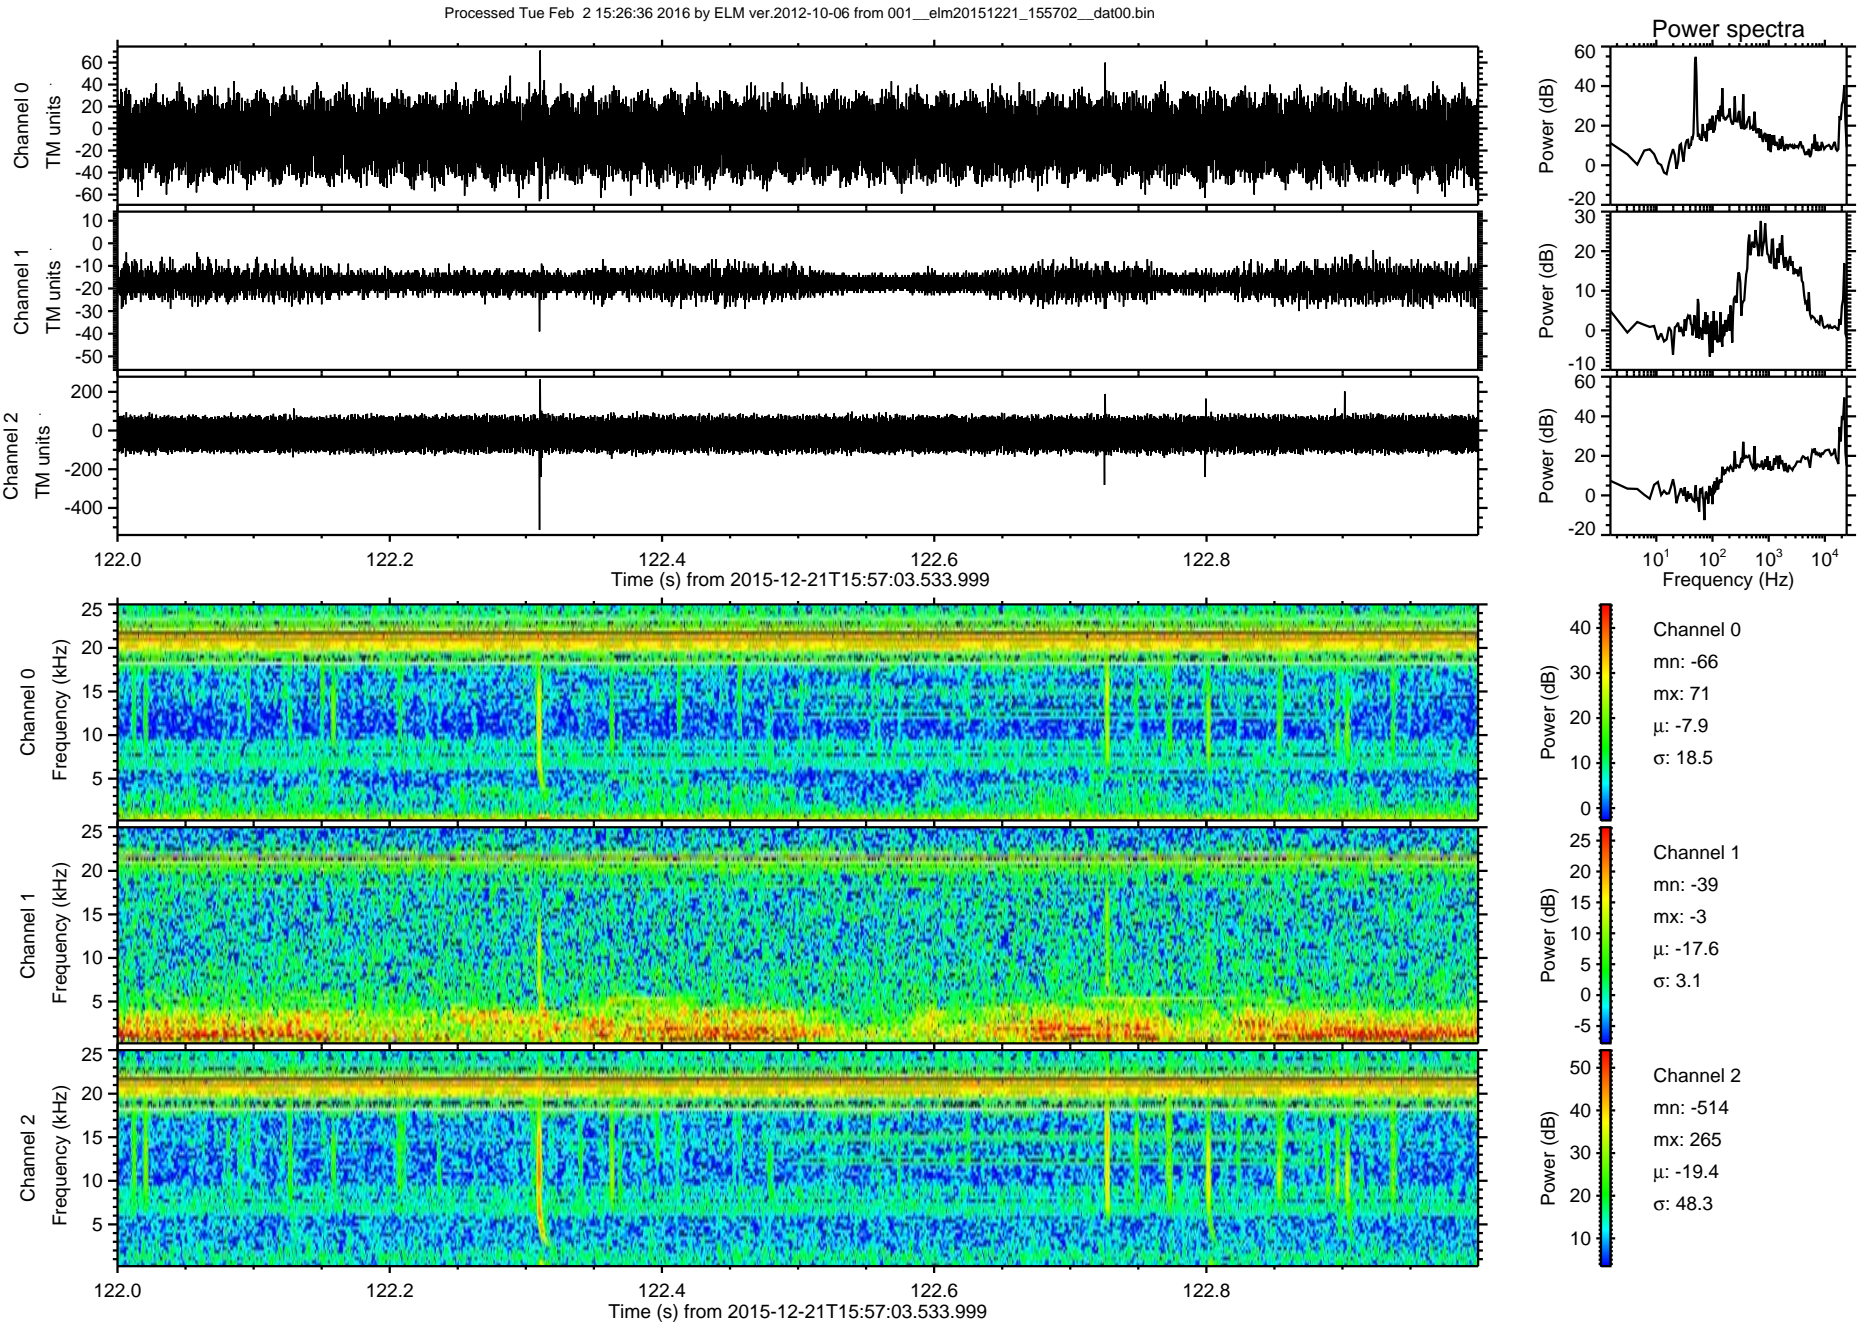 Processed Tue Feb  2 15:26:36 2016 by ELM ver.2012-10-06 from 001__elm20151221_155702__dat00.bin
Power spectra
Channel 0
TM units
60
40
20
0
-20
-40
-60
Power (dB)
60
40
20
0
-20
Channel 1
TM units
10
0
-10
-20
-30
-40
-50
Power (dB)
30
20
10
0
-10
Channel 2
TM units
200
0
-200
-400
Power (dB)
60
40
20
0
-20
122.0 122.2 122.4 122.6 122.8
Time (s) from 2015-12-21T15:57:03.533.999
10¹ 10² 10³ 10⁴
Frequency (Hz)
Channel 0
Frequency (kHz)
25
20
15
10
5
Power (dB)
40
30
20
10
0
Channel 0
mn: -66
mx: 71
μ: -7.9
σ: 18.5
Channel 1
Frequency (kHz)
25
20
15
10
5
Power (dB)
25
20
15
10
5
0
-5
Channel 1
mn: -39
mx: -3
μ: -17.6
σ: 3.1
Channel 2
Frequency (kHz)
25
20
15
10
5
Power (dB)
50
40
30
20
10
Channel 2
mn: -514
mx: 265
μ: -19.4
σ: 48.3
122.0 122.2 122.4 122.6 122.8
Time (s) from 2015-12-21T15:57:03.533.999